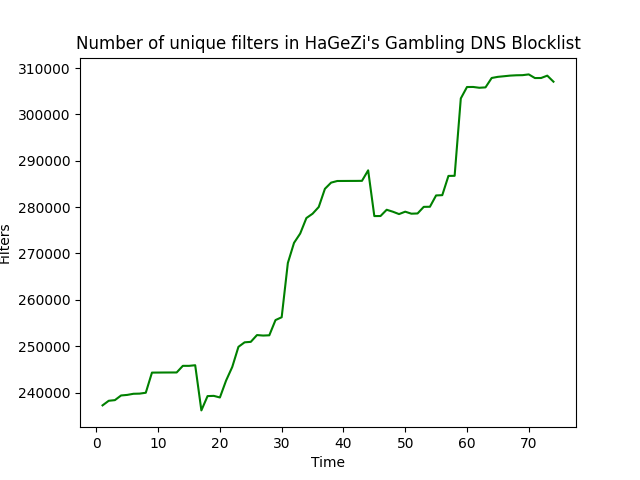 Number of unique filters in HaGeZi's Gambling DNS Blocklist
310000
300000
290000
280000
270000
260000
250000
240000
Filters
0 10 20 30 40 50 60 70
Time